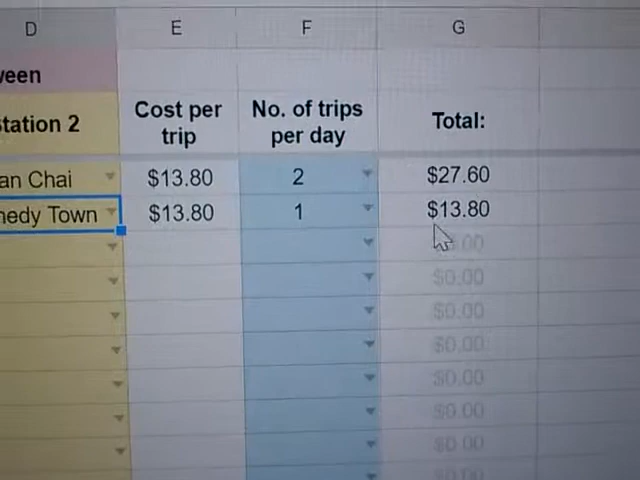 D E F G
ween
tation 2 Cost per trip No. of trips per day Total:
an Chai $13.80 2 $27.60
nedy Town $13.80 1 $13.80
.00
$0.00
$0.00
$0.00
$0.00
$0.00
$0.00
$0.00